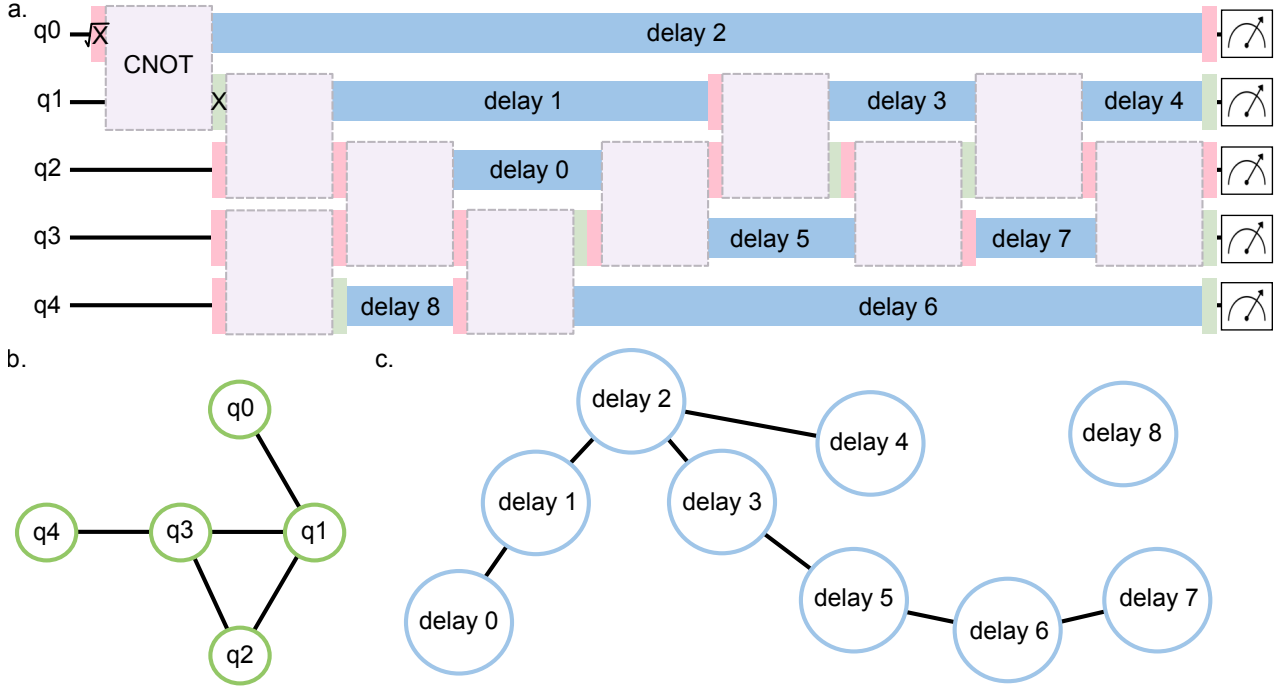 a.
q0
√X
delay 2
CNOT
q1
X
delay 1
delay 3
delay 4
q2
delay 0
q3
delay 5
delay 7
q4
delay 8
delay 6
b.
c.
q0
q4
q3
q1
q2
delay 2
delay 4
delay 8
delay 1
delay 3
delay 0
delay 5
delay 6
delay 7